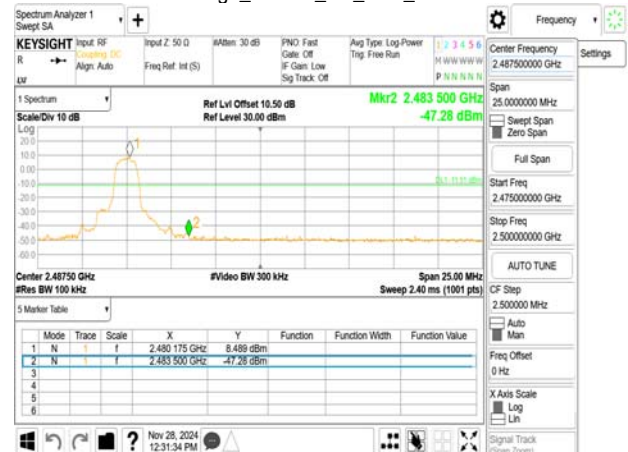 Spectrum Analyzer 1
Swept SA
+
Frequency
KEYSIGHT
R
Input: RF
Coupling: DC
Align: Auto
Input Z: 50 Ω
Freq Ref: Int (S)
#Atten: 30 dB
PNO: Fast
Gate: Off
IF Gain: Low
Sig Track: Off
Avg Type: Log-Power
Trig: Free Run
1 2 3 4 5 6
M W W W W W
P N N N N N
1 Spectrum
Scale/Div 10 dB
Ref Lvl Offset 10.50 dB
Ref Level 30.00 dBm
Mkr2 2.483 500 GHz
-47.28 dBm
Log
20.0
10.0
0.00
-10.0
-20.0
-30.0
-40.0
-50.0
-60.0
1
2
Center 2.48750 GHz
#Res BW 100 kHz
#Video BW 300 kHz
Span 25.00 MHz
Sweep 2.40 ms (1001 pts)
5 Marker Table
Mode Trace Scale X Y Function Function Width Function Value
1 N 1 f 2.480 175 GHz 8.489 dBm
2 N 1 f 2.483 500 GHz -47.28 dBm
3
4
5
6
Nov 28, 2024
12:31:34 PM
Center Frequency
2.487500000 GHz
Settings
Span
25.0000000 MHz
Swept Span
Zero Span
Full Span
Start Freq
2.475000000 GHz
Stop Freq
2.500000000 GHz
AUTO TUNE
CF Step
2.500000 MHz
Auto
Man
Freq Offset
0 Hz
X Axis Scale
Log
Lin
Signal Track
(Span Zoom)